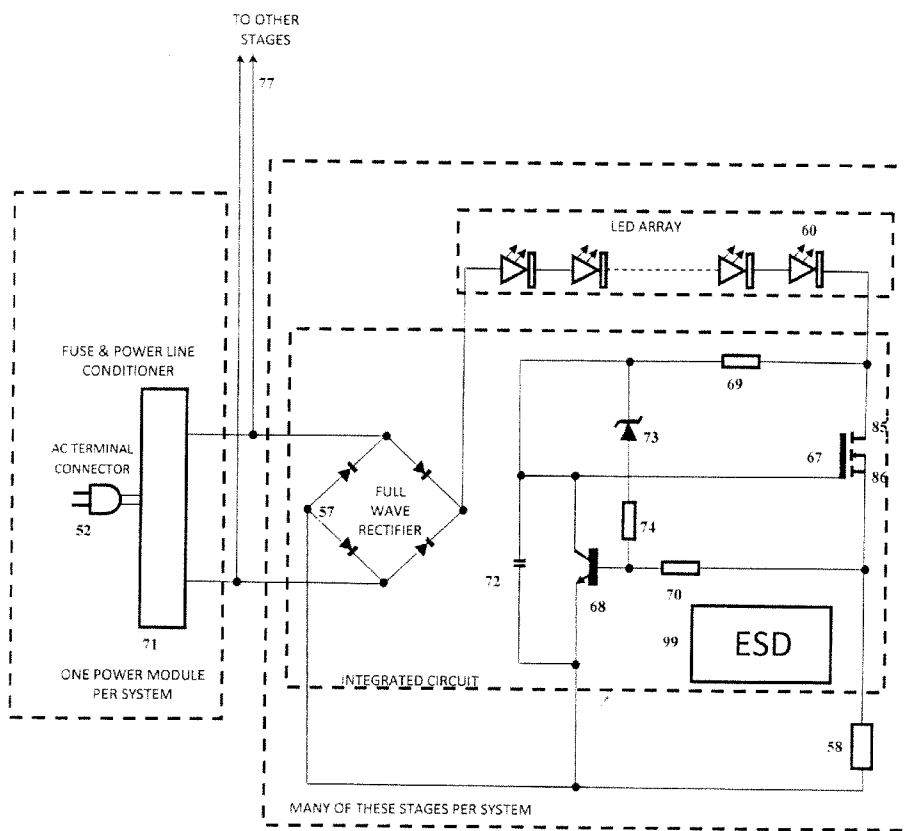 TO OTHER
STAGES
77
LED ARRAY
60
FUSE & POWER LINE
CONDITIONER
69
85
73
67
AC TERMINAL
CONNECTOR
86
FULL
WAVE
RECTIFIER
57
52
74
72
70
68
99
ESD
71
ONE POWER MODULE
PER SYSTEM
INTEGRATED CIRCUIT
58
MANY OF THESE STAGES PER SYSTEM